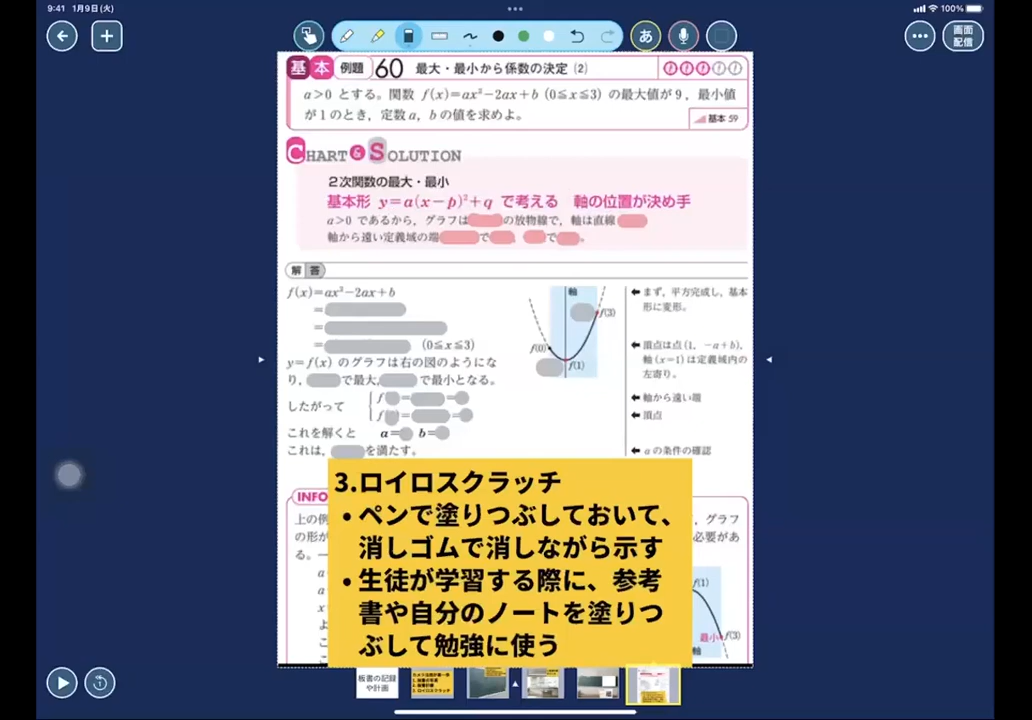 9:41 1月9日(火)
100%
あ
画面
配信
基本 例題 60 最大・最小から係数の決定 (2)
a>0 とする。関数 f(x)=ax²-2ax+b (0≦x≦3) の最大値が 9, 最小値
が 1 のとき, 定数 a, b の値を求めよ。
基本 59
CHART & SOLUTION
2次関数の最大・最小
基本形 y=a(x-p)²+q で考える 軸の位置が決め手
a>0 であるから, グラフは の放物線で, 軸は直線
軸から遠い定義域の端 で , で 。
解答
f(x)=ax²-2ax+b
=
=
= (0≦x≦3)
y=f(x) のグラフは右の図のようにな
り, で最大, で最小となる。
したがって f = =
f = =
これを解くと a= b=
これは, を満たす。
軸
f(3)
f(0)
f(1)
← まず, 平方完成し, 基本
形に変形。
← 頂点は点(1, -a+b),
軸(x=1)は定義域内の
左寄り。
← 軸から遠い端
← 頂点
← a の条件の確認
INFO
上の例
の形が
る。一
a
a
x
よ
こ
こ
, グラフ
必要があ
f(1)
最小
f(3)
軸
3.ロイロスクラッチ
• ペンで塗りつぶしておいて、
消しゴムで消しながら示す
• 生徒が学習する際に、参考
書や自分のノートを塗りつ
ぶして勉強に使う
板書の記録
や計画